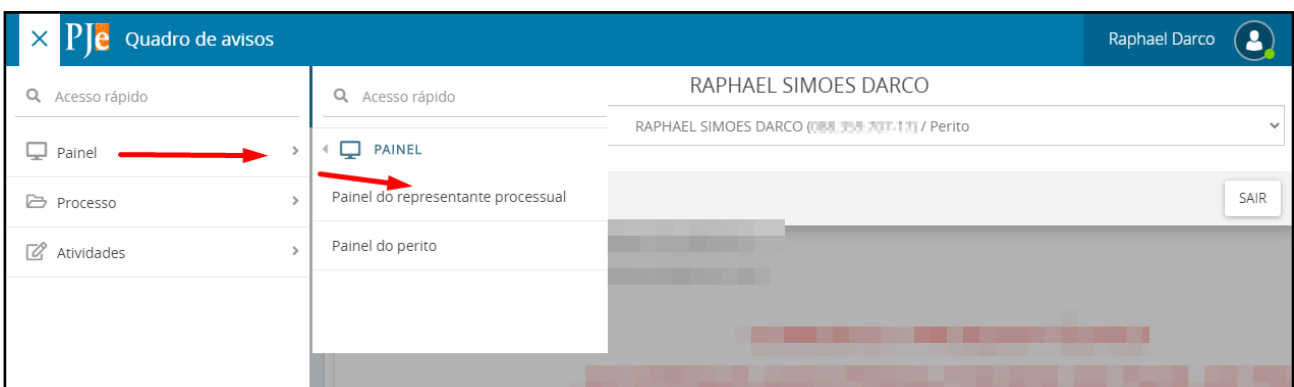 PJe Quadro de avisos
Raphael Darco
Acesso rápido
Painel
Processo
Atividades
Acesso rápido
PAINEL
Painel do representante processual
Painel do perito
RAPHAEL SIMOES DARCO
RAPHAEL SIMOES DARCO ( / Perito
SAIR